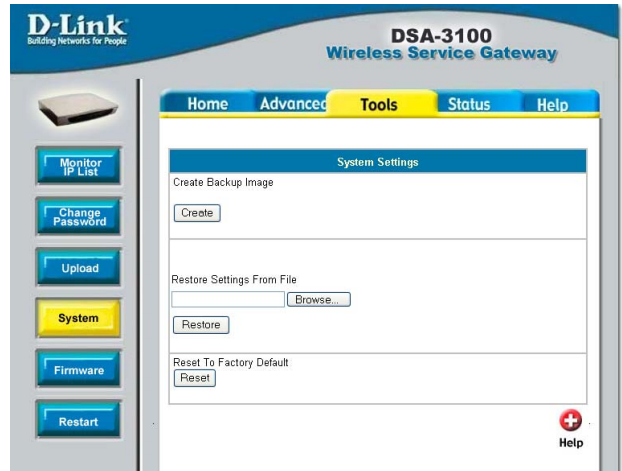 D-Link
Building Networks for People
DSA-3100
Wireless Service Gateway
Home Advanced Tools Status Help
Monitor
IP List
Change
Password
Upload
System
Firmware
Restart
System Settings
Create Backup Image
Create
Restore Settings From File
Browse...
Restore
Reset To Factory Default
Reset
Help